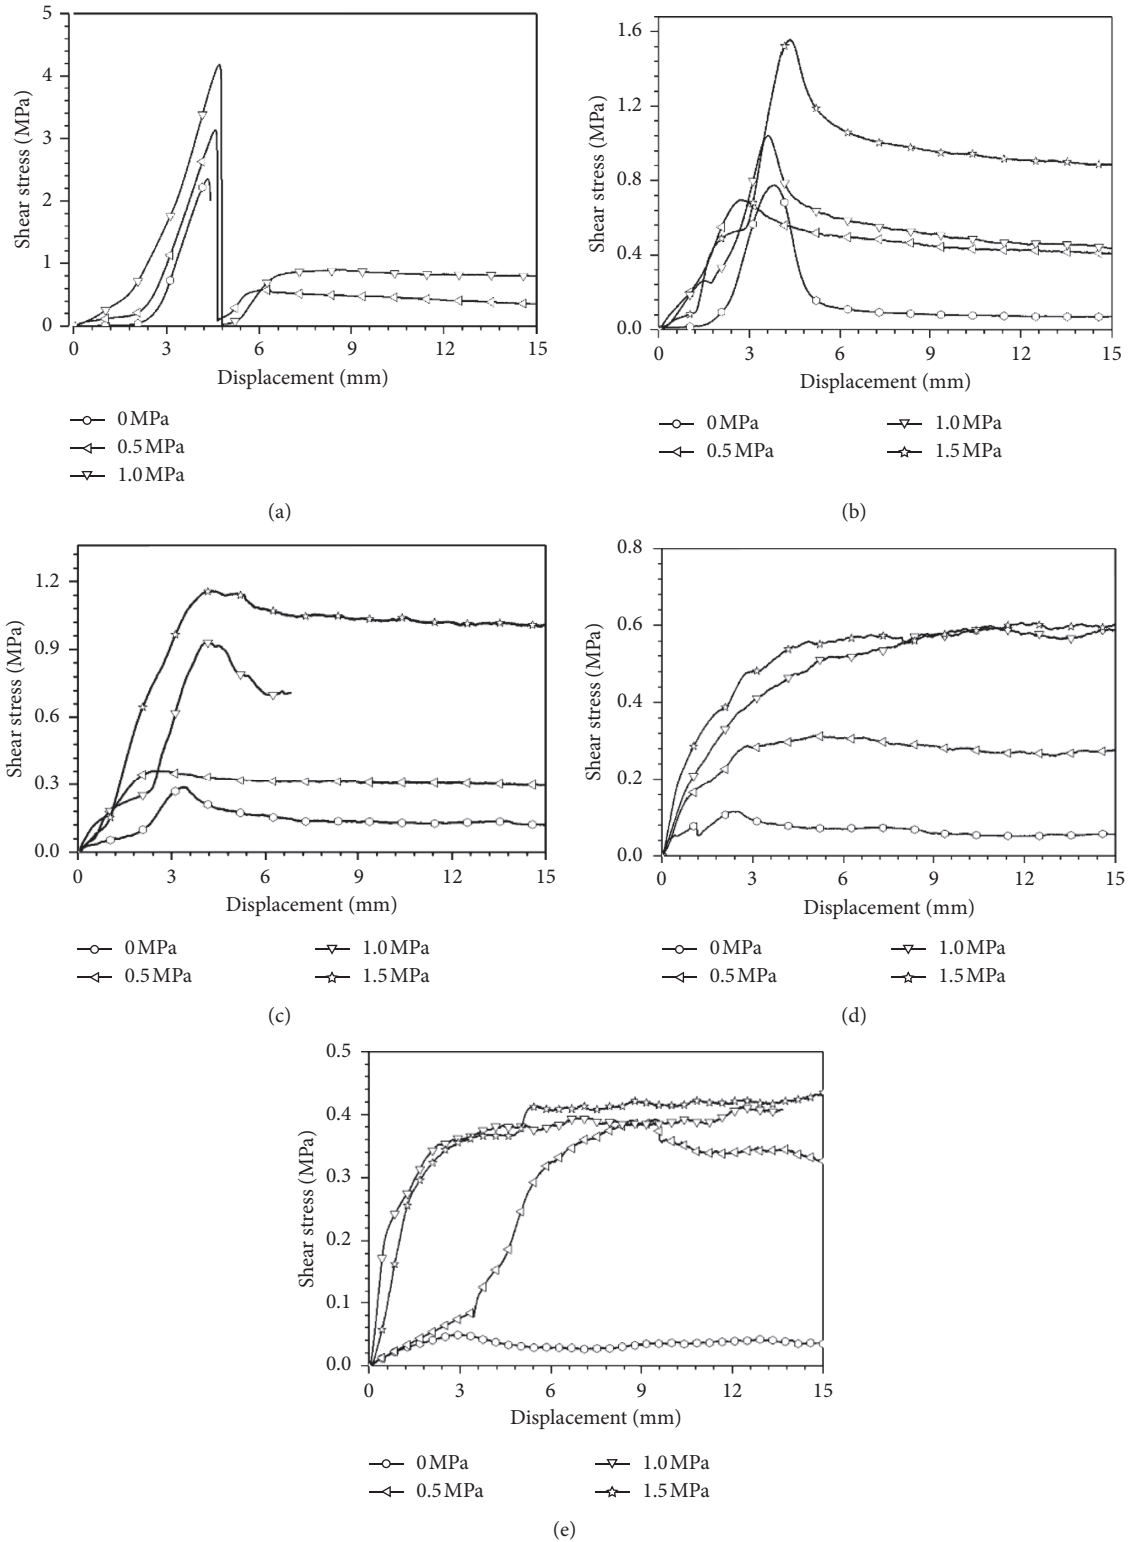 5
4
3
2
1
0
Shear stress (MPa)
0 3 6 9 12 15
Displacement (mm)
0 MPa
0.5 MPa
1.0 MPa
(a)
1.6
1.2
0.8
0.4
0.0
Shear stress (MPa)
0 3 6 9 12 15
Displacement (mm)
0 MPa 1.0 MPa
0.5 MPa 1.5 MPa
(b)
1.2
0.9
0.6
0.3
0.0
Shear stress (MPa)
0 3 6 9 12 15
Displacement (mm)
0 MPa 1.0 MPa
0.5 MPa 1.5 MPa
(c)
0.8
0.6
0.4
0.2
0.0
Shear stress (MPa)
0 3 6 9 12 15
Displacement (mm)
0 MPa 1.0 MPa
0.5 MPa 1.5 MPa
(d)
0.5
0.4
0.3
0.2
0.1
0.0
Shear stress (MPa)
0 3 6 9 12 15
Displacement (mm)
0 MPa 1.0 MPa
0.5 MPa 1.5 MPa
(e)